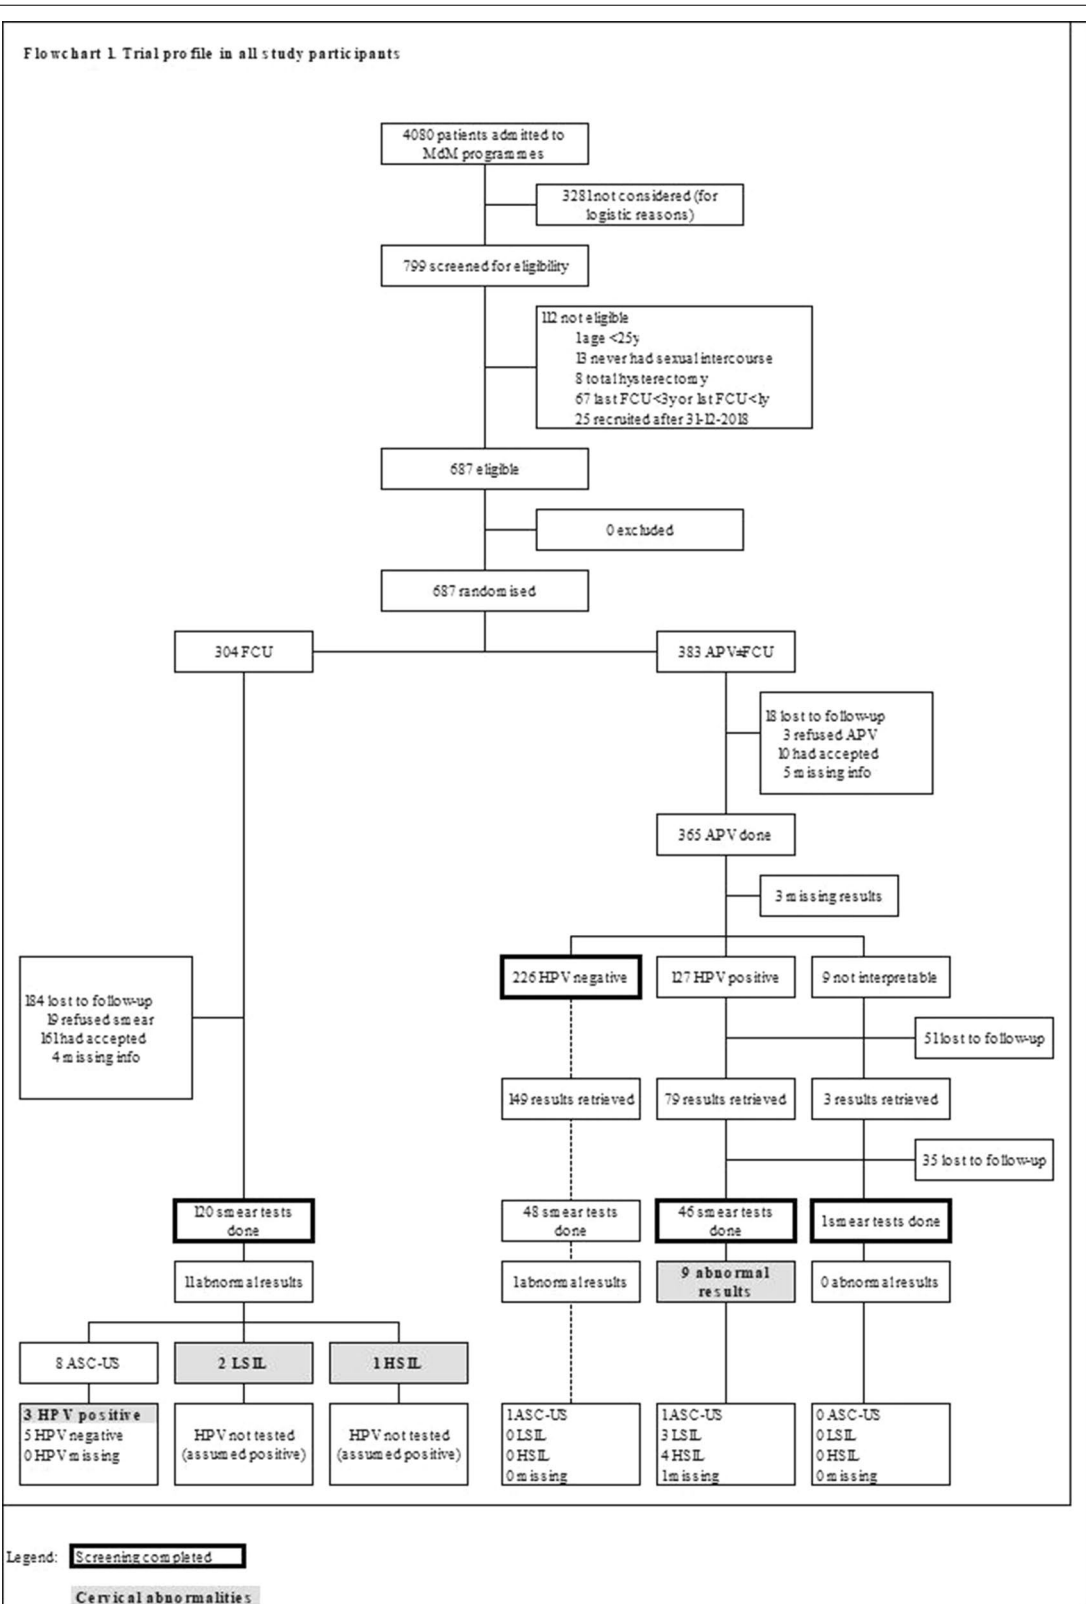 Flowchart 1. Trial profile in all study participants
4080 patients admitted to
MdM programmes
3281 not considered (for
logistic reasons)
799 screened for eligibility
112 not eligible
1 age <25y
13 never had sexual intercourse
8 total hysterectomy
67 last FCU<3y or 1st FCU<1y
25 recruited after 31-12-2018
687 eligible
0 excluded
687 randomised
304 FCU
383 APV±FCU
18 lost to follow-up
3 refused APV
10 had accepted
5 missing info
365 APV done
3 missing results
226 HPV negative
127 HPV positive
9 not interpretable
184 lost to follow-up
19 refused smear
161 had accepted
4 missing info
51 lost to follow-up
149 results retrieved
79 results retrieved
3 results retrieved
35 lost to follow-up
120 smear tests
done
48 smear tests
done
46 smear tests
done
1 smear tests done
11 abnormal results
1 abnormal results
9 abnormal
results
0 abnormal results
8 ASC-US
2 LSIL
1 HSIL
3 HPV positive
5 HPV negative
0 HPV missing
HPV not tested
(assumed positive)
HPV not tested
(assumed positive)
1 ASC-US
0 LSIL
0 HSIL
0 missing
1 ASC-US
3 LSIL
4 HSIL
1 missing
0 ASC-US
0 LSIL
0 HSIL
0 missing
Legend: Screening completed
Cervical abnormalities